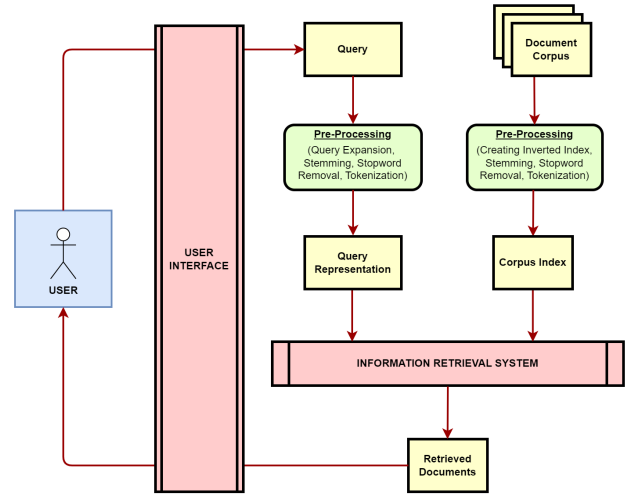 Query
Document
Corpus
Pre-Processing
(Query Expansion,
Stemming, Stopword
Removal, Tokenization)
Pre-Processing
(Creating Inverted Index,
Stemming, Stopword
Removal, Tokenization)
USER
INTERFACE
USER
Query
Representation
Corpus Index
INFORMATION RETRIEVAL SYSTEM
Retrieved
Documents